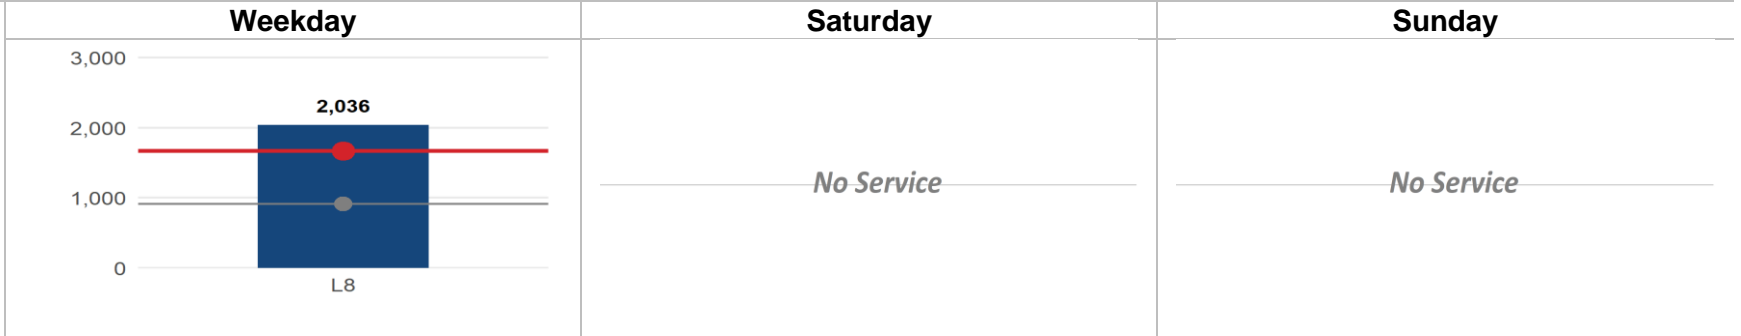 Weekday
Saturday
Sunday
3,000
2,036
2,000
1,000
0
L8
No Service
No Service